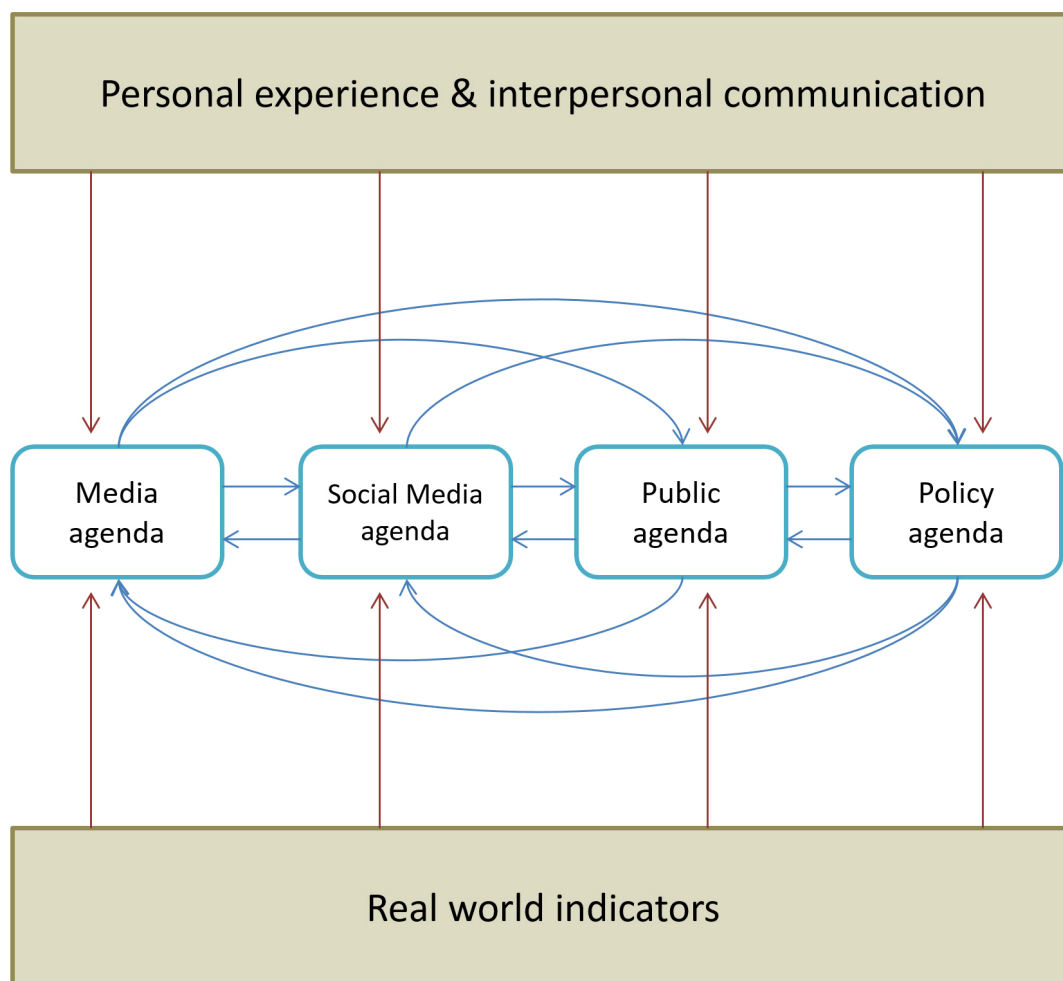 Personal experience & interpersonal communication
Media
agenda
Social Media
agenda
Public
agenda
Policy
agenda
Real world indicators